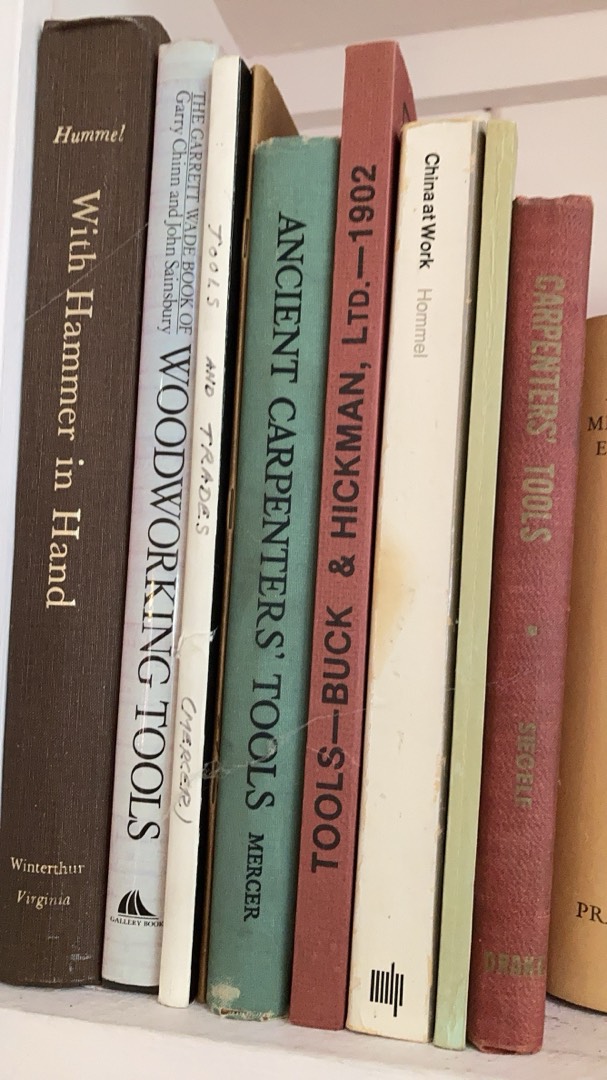 Hummel
With Hammer in Hand
Winterthur
Virginia
THE GARRETT WADE BOOK OF
Garry Chinn and John Sainsbury
WOODWORKING TOOLS
GALLERY BOOK
TOOLS AND TRADES (MERCER)
ANCIENT CARPENTERS' TOOLS MERCER
TOOLS—BUCK & HICKMAN, LTD.—1902
China at Work Hommel
CARPENTERS' TOOLS • SIEGELE
DRAKE